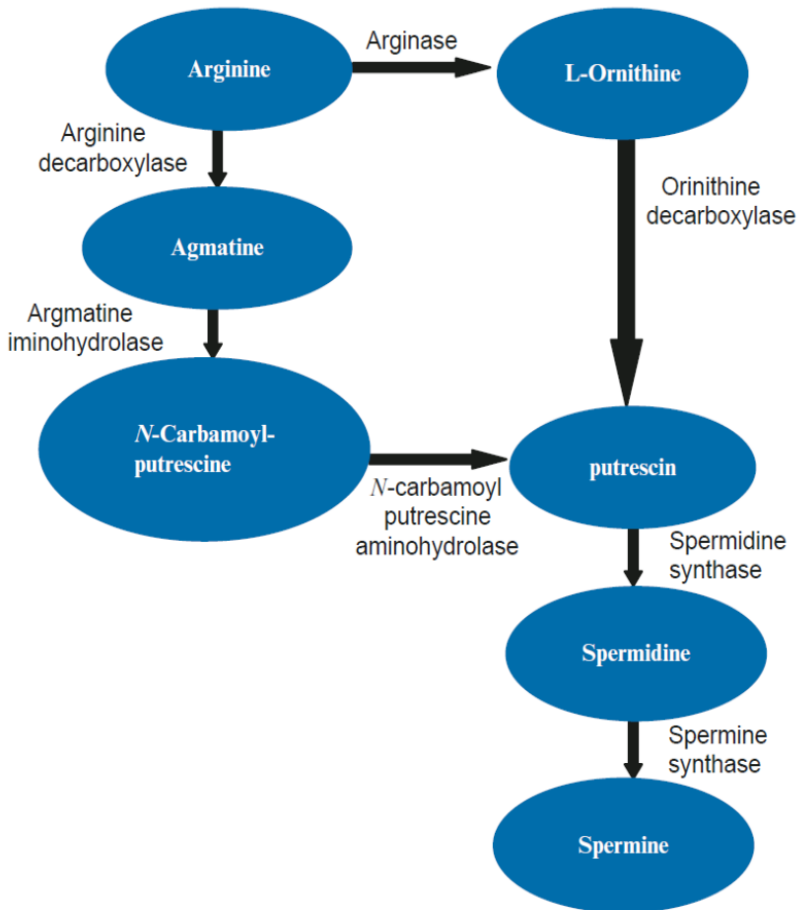 Arginase
Arginine
L-Ornithine
Arginine
decarboxylase
Orinithine
decarboxylase
Agmatine
Argmatine
iminohydrolase
N-Carbamoyl-
putrescine
putrescin
N-carbamoyl
putrescine
aminohydrolase
Spermidine
synthase
Spermidine
Spermine
synthase
Spermine